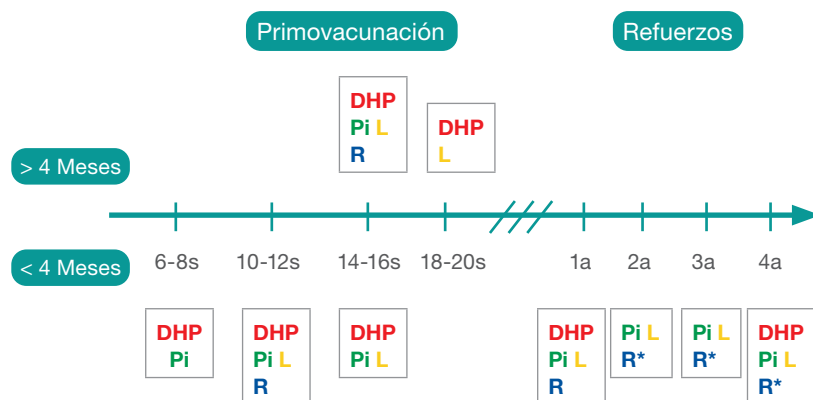 Primovacunación
Refuerzos
DHP
Pi L
R
DHP
L
> 4 Meses
< 4 Meses
6-8s
10-12s
14-16s
18-20s
1a
2a
3a
4a
DHP
Pi
DHP
Pi L
R
DHP
Pi L
DHP
Pi L
R
Pi L
R*
Pi L
R*
DHP
Pi L
R*